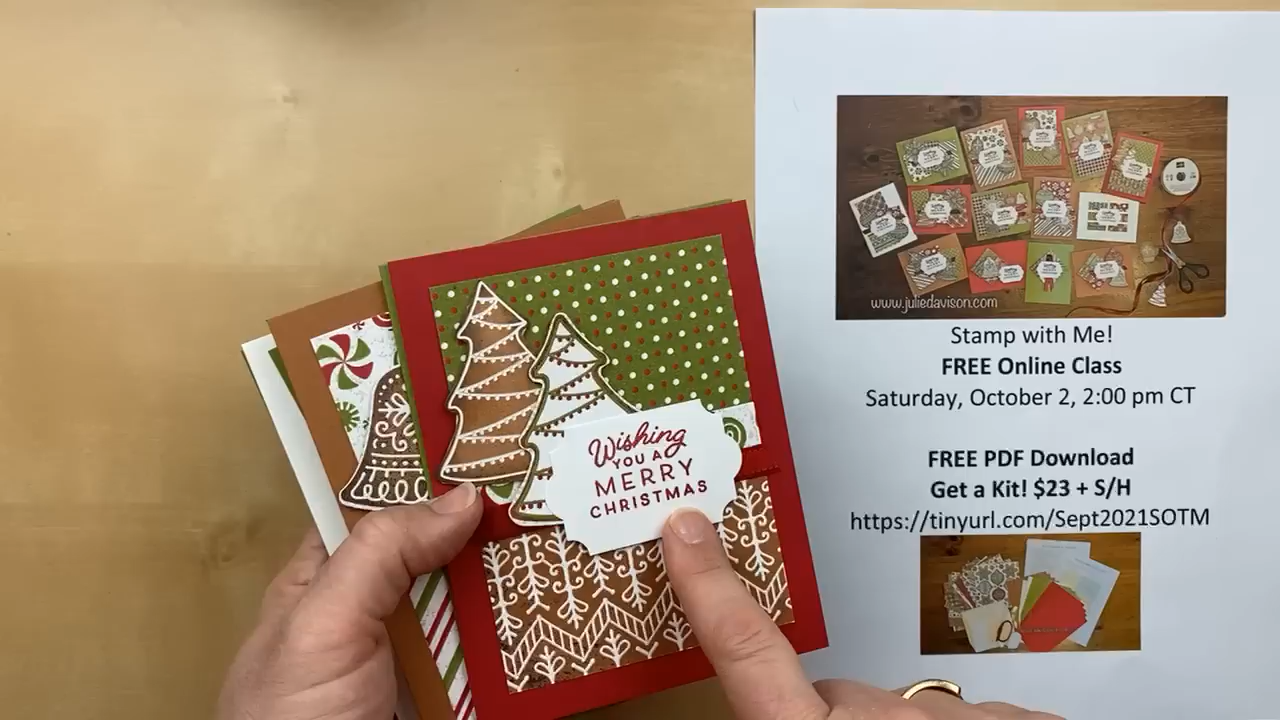 Wishing
YOU A
MERRY
CHRISTMAS
www.juliedavison.com
Stamp with Me!
FREE Online Class
Saturday, October 2, 2:00 pm CT
FREE PDF Download
Get a Kit! $23 + S/H
https://tinyurl.com/Sept2021SOTM